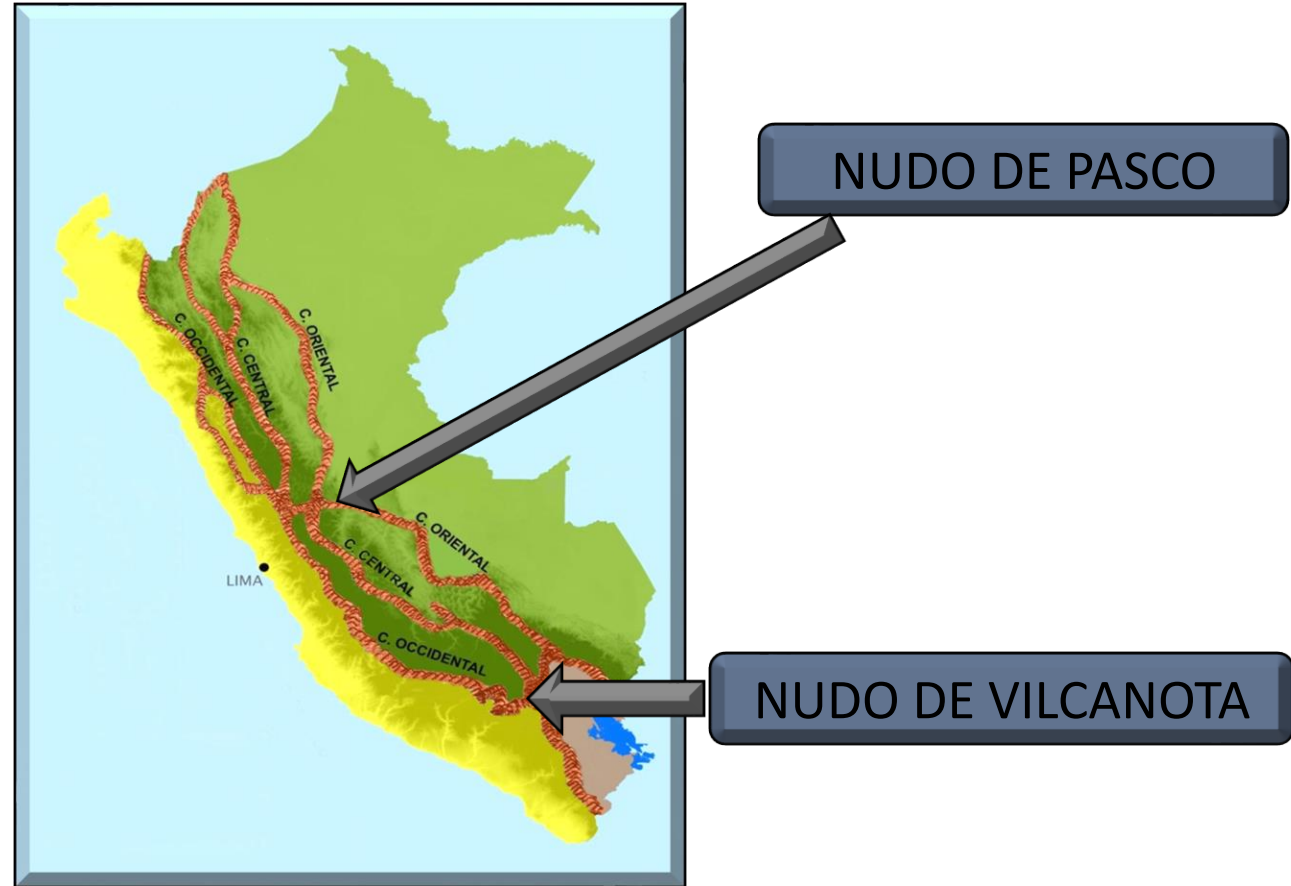 NUDO DE PASCO
C. OCCIDENTAL
C. CENTRAL
C. ORIENTAL
C. ORIENTAL
C. CENTRAL
LIMA
C. OCCIDENTAL
NUDO DE VILCANOTA